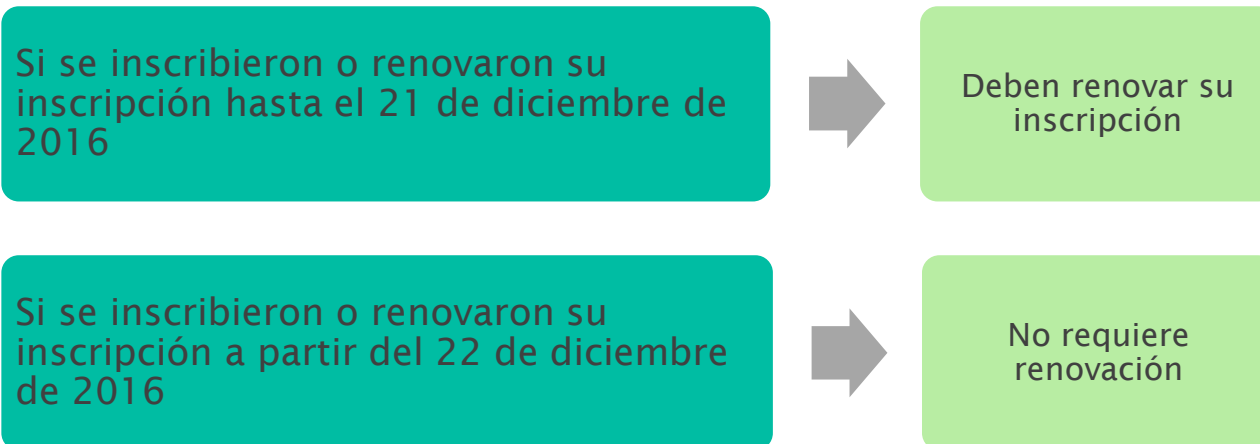 Si se inscribieron o renovaron su
inscripción hasta el 21 de diciembre de
2016
Deben renovar su
inscripción
Si se inscribieron o renovaron su
inscripción a partir del 22 de diciembre
de 2016
No requiere
renovación